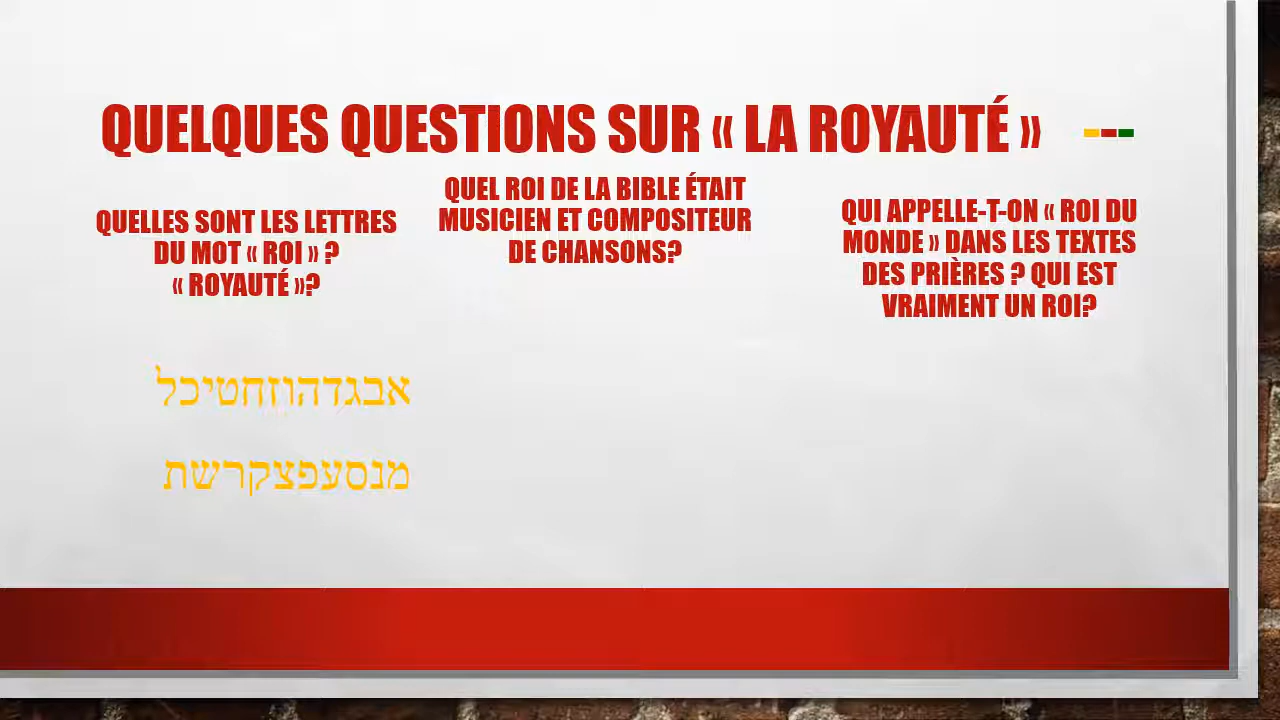 QUELQUES QUESTIONS SUR « LA ROYAUTÉ »
QUELLES SONT LES LETTRES
DU MOT « ROI » ?
« ROYAUTÉ »?
אבגדהוזחטיכל
מנסעפצקרשת
QUEL ROI DE LA BIBLE ÉTAIT
MUSICIEN ET COMPOSITEUR
DE CHANSONS?
QUI APPELLE-T-ON « ROI DU
MONDE » DANS LES TEXTES
DES PRIÈRES ? QUI EST
VRAIMENT UN ROI?